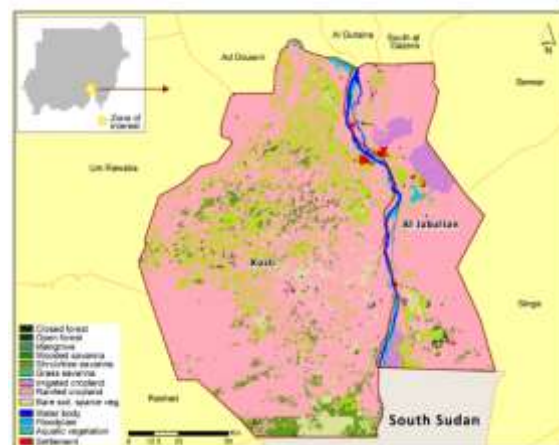 Ad Douiem
Al Gutaina
South al
Gazeera
N
Sennar
Zone of
interest
Um Rawaba
Al Jabalian
Kosti
Singa
Rashad
South Sudan
Closed forest
Open forest
Mangrove
Wooded savanna
Shrub/tree savanna
Grass savanna
Irrigated cropland
Rainfed cropland
Bare soil, sparse veg.
Water body
Floodplain
Aquatic vegetation
Settlement